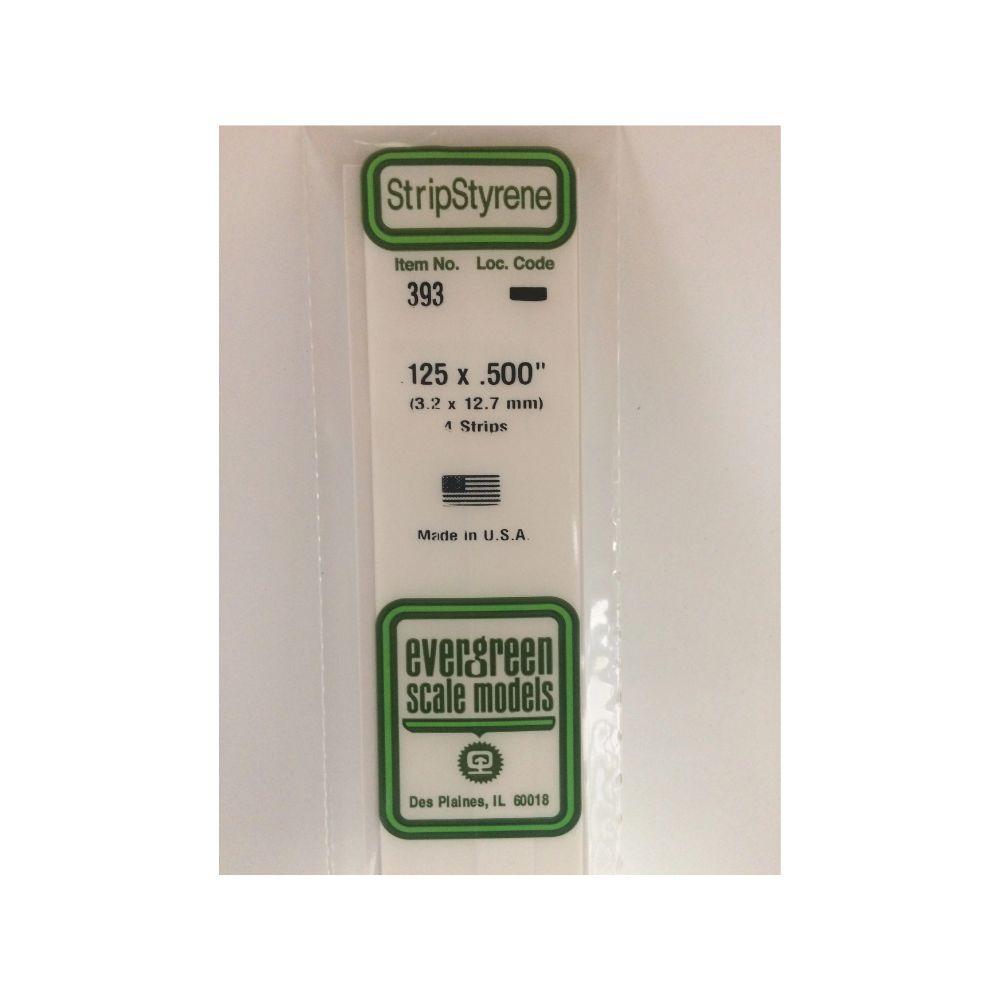 StripStyrene
Item No. Loc. Code
393
.125 x .500"
(3.2 x 12.7 mm)
4 Strips
Made in U.S.A.
evergreen
scale models
Des Plaines, IL 60018